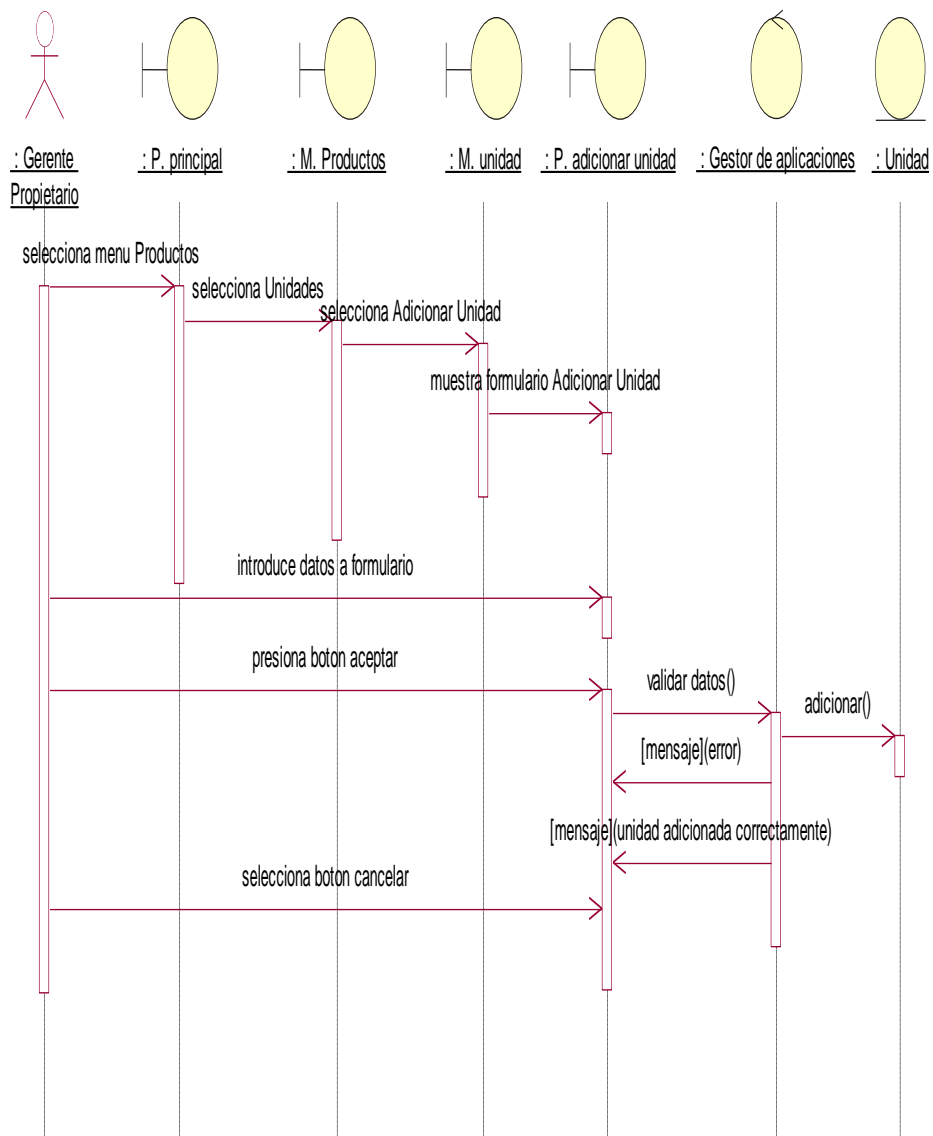 : Gerente
Propietario
: P. principal
: M. Productos
: M. unidad
: P. adicionar unidad
: Gestor de aplicaciones
: Unidad
selecciona menu Productos
selecciona Unidades
selecciona Adicionar Unidad
muestra formulario Adicionar Unidad
introduce datos a formulario
presiona boton aceptar
validar datos()
adicionar()
[mensaje](error)
[mensaje](unidad adicionada correctamente)
selecciona boton cancelar